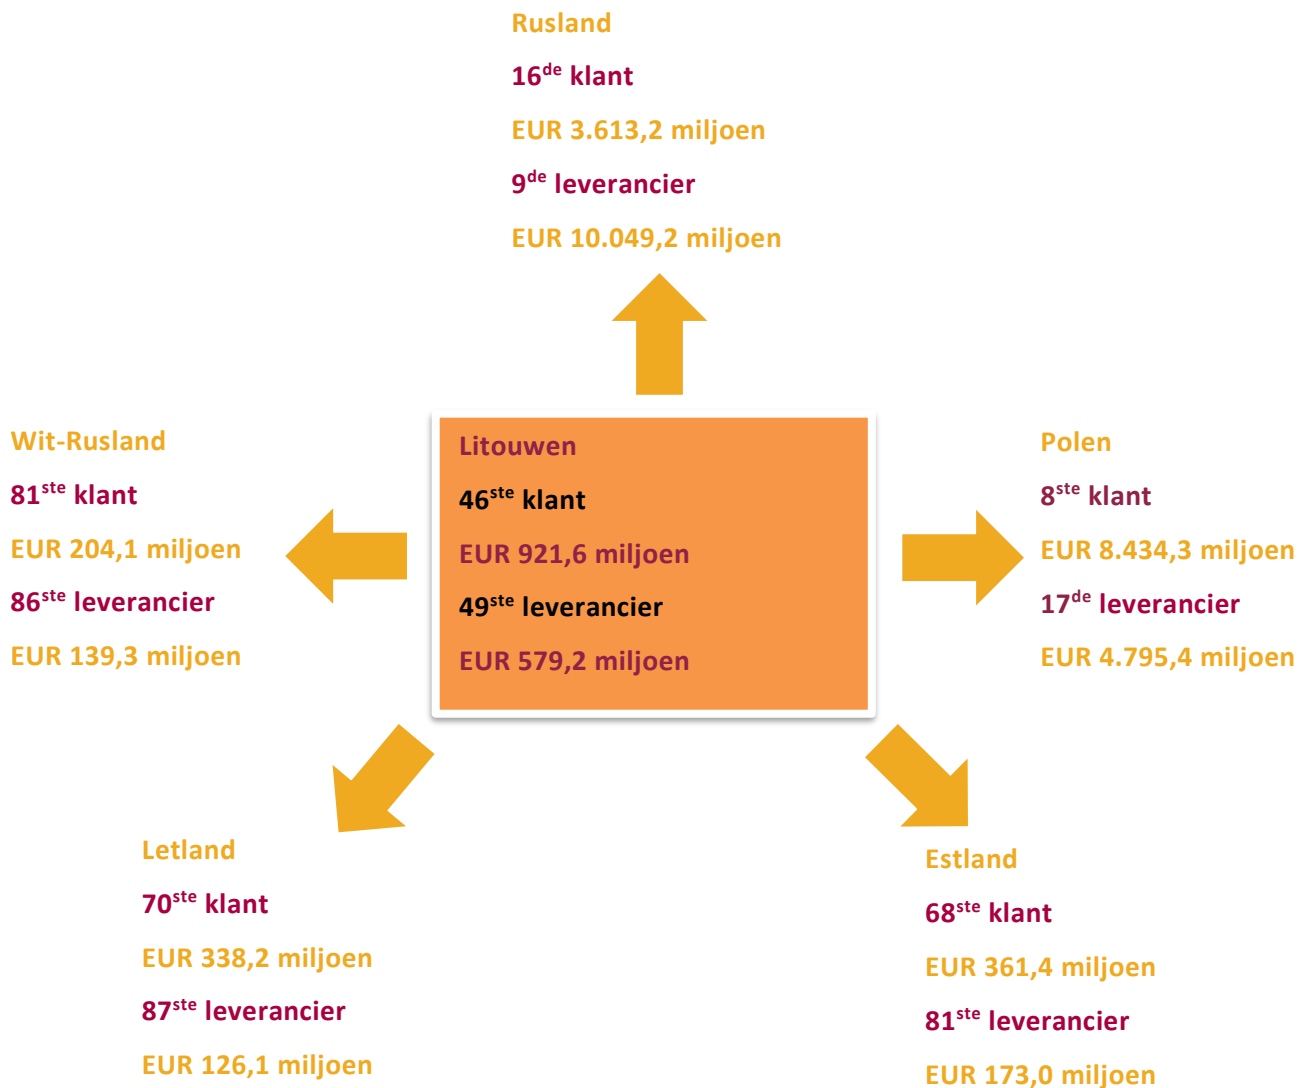 Rusland
16de klant
EUR 3.613,2 miljoen
9de leverancier
EUR 10.049,2 miljoen
Wit-Rusland
81ste klant
EUR 204,1 miljoen
86ste leverancier
EUR 139,3 miljoen
Litouwen
46ste klant
EUR 921,6 miljoen
49ste leverancier
EUR 579,2 miljoen
Polen
8ste klant
EUR 8.434,3 miljoen
17de leverancier
EUR 4.795,4 miljoen
Letland
70ste klant
EUR 338,2 miljoen
87ste leverancier
EUR 126,1 miljoen
Estland
68ste klant
EUR 361,4 miljoen
81ste leverancier
EUR 173,0 miljoen